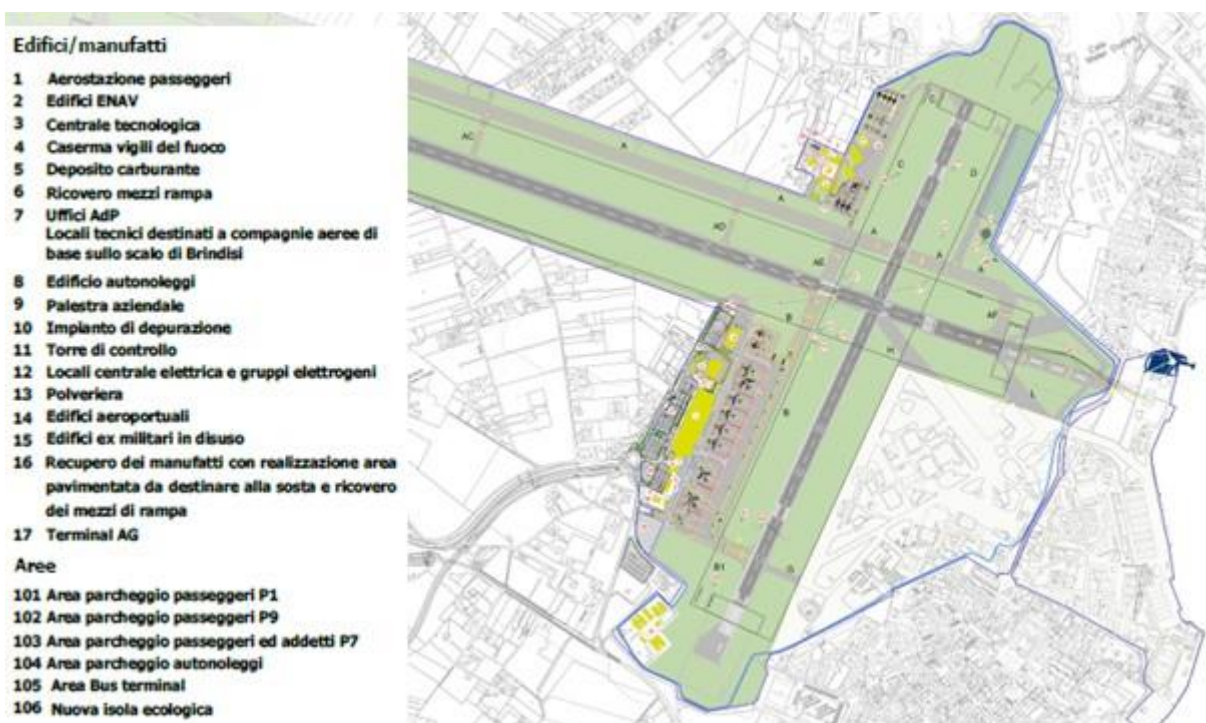 Edifici/manufatti
1 Aerostazione passeggeri
2 Edifici ENAV
3 Centrale tecnologica
4 Caserma vigili del fuoco
5 Deposito carburante
6 Ricovero mezzi rampa
7 Uffici AdP
Locali tecnici destinati a compagnie aeree di
base sullo scalo di Brindisi
8 Edificio autonoleggi
9 Palestra aziendale
10 Impianto di depurazione
11 Torre di controllo
12 Locali centrale elettrica e gruppi elettrogeni
13 Polveriera
14 Edifici aeroportuali
15 Edifici ex militari in disuso
16 Recupero dei manufatti con realizzazione area
pavimentata da destinare alla sosta e ricovero
dei mezzi di rampa
17 Terminal AG
Aree
101 Area parcheggio passeggeri P1
102 Area parcheggio passeggeri P9
103 Area parcheggio passeggeri ed addetti P7
104 Area parcheggio autonoleggi
105 Area Bus terminal
106 Nuova isola ecologica
C
A
AC
C
D
A
AD
A
A
AE
A
AF
B
H
B
L
B1
G